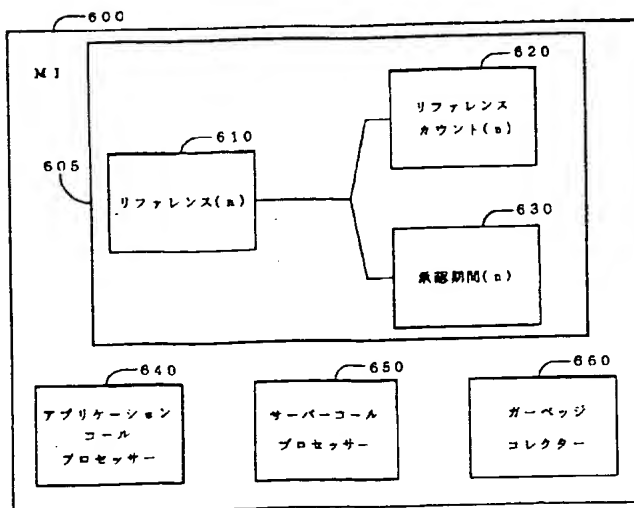 600
MI
620
リファレンス
カウント(n)
610
605
リファレンス(n)
630
承認期間(n)
640
アプリケーション
コール
プロセッサー
650
サーバーコール
プロセッサー
660
ガーベッジ
コレクター